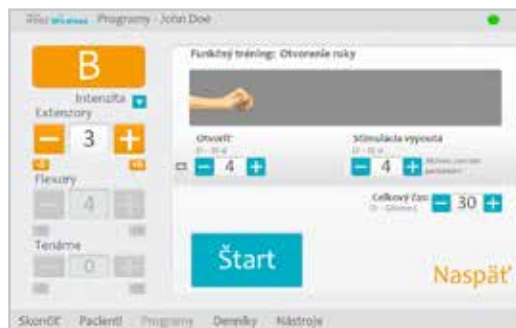 Programy - John Doe
B
Intenzita
Extenzory
3
Flexory
4
Tenárne
0
Funkčný tréning: Otvorenie ruky
Otvoriť
4
Stimulácia vypnutá
4
Celkový čas
30
Štart
Naspäť
Skončiť Pacienti Programy Denníky Nástroje